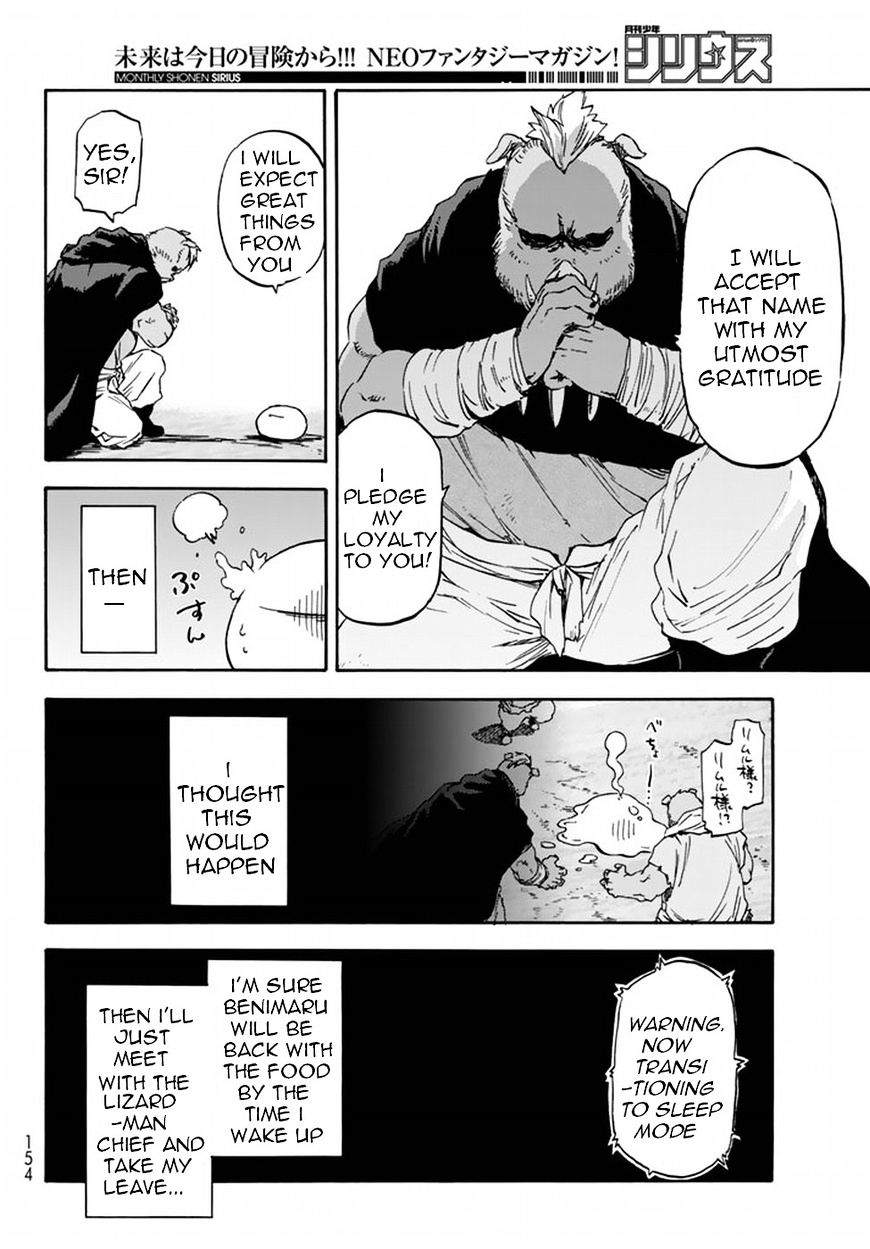 未来は今日の冒険から!!! NEOファンタジーマガジン!
月刊少年
シリウス
MONTHLY SHONEN SIRIUS
I WILL
ACCEPT
THAT NAME
WITH MY
UTMOST
GRATITUDE
I
PLEDGE
MY
LOYALTY
TO YOU!
I WILL
EXPECT
GREAT
THINGS
FROM
YOU
YES,
SIR!
ぷすん
THEN
—
リムル様?
リムル様!?
べちょ
I
THOUGHT
THIS
WOULD
HAPPEN
WARNING,
NOW
TRANSI
-TIONING
TO SLEEP
MODE
I'M SURE
BENIMARU
WILL BE
BACK WITH
THE FOOD
BY THE
TIME I
WAKE UP
THEN I'LL
JUST
MEET
WITH THE
LIZARD
-MAN
CHIEF AND
TAKE MY
LEAVE...
154